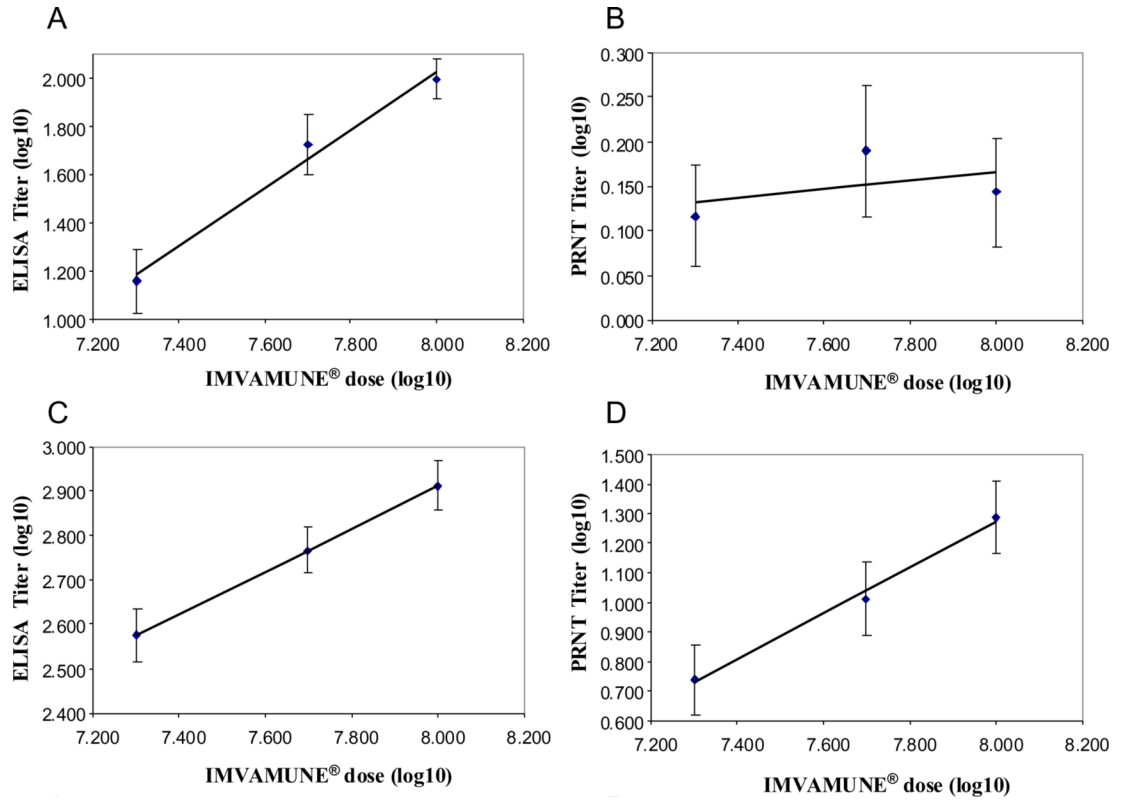 A
2.000
1.800
1.600
1.400
1.200
1.000
ELISA Titer (log10)
7.200 7.400 7.600 7.800 8.000 8.200
IMVAMUNE® dose (log10)
B
0.300
0.250
0.200
0.150
0.100
0.050
0.000
PRNT Titer (log10)
7.200 7.400 7.600 7.800 8.000 8.200
IMVAMUNE® dose (log10)
C
3.000
2.900
2.800
2.700
2.600
2.500
2.400
ELISA Titer (log10)
7.200 7.400 7.600 7.800 8.000 8.200
IMVAMUNE® dose (log10)
D
1.500
1.400
1.300
1.200
1.100
1.000
0.900
0.800
0.700
0.600
PRNT Titer (log10)
7.200 7.400 7.600 7.800 8.000 8.200
IMVAMUNE® dose (log10)